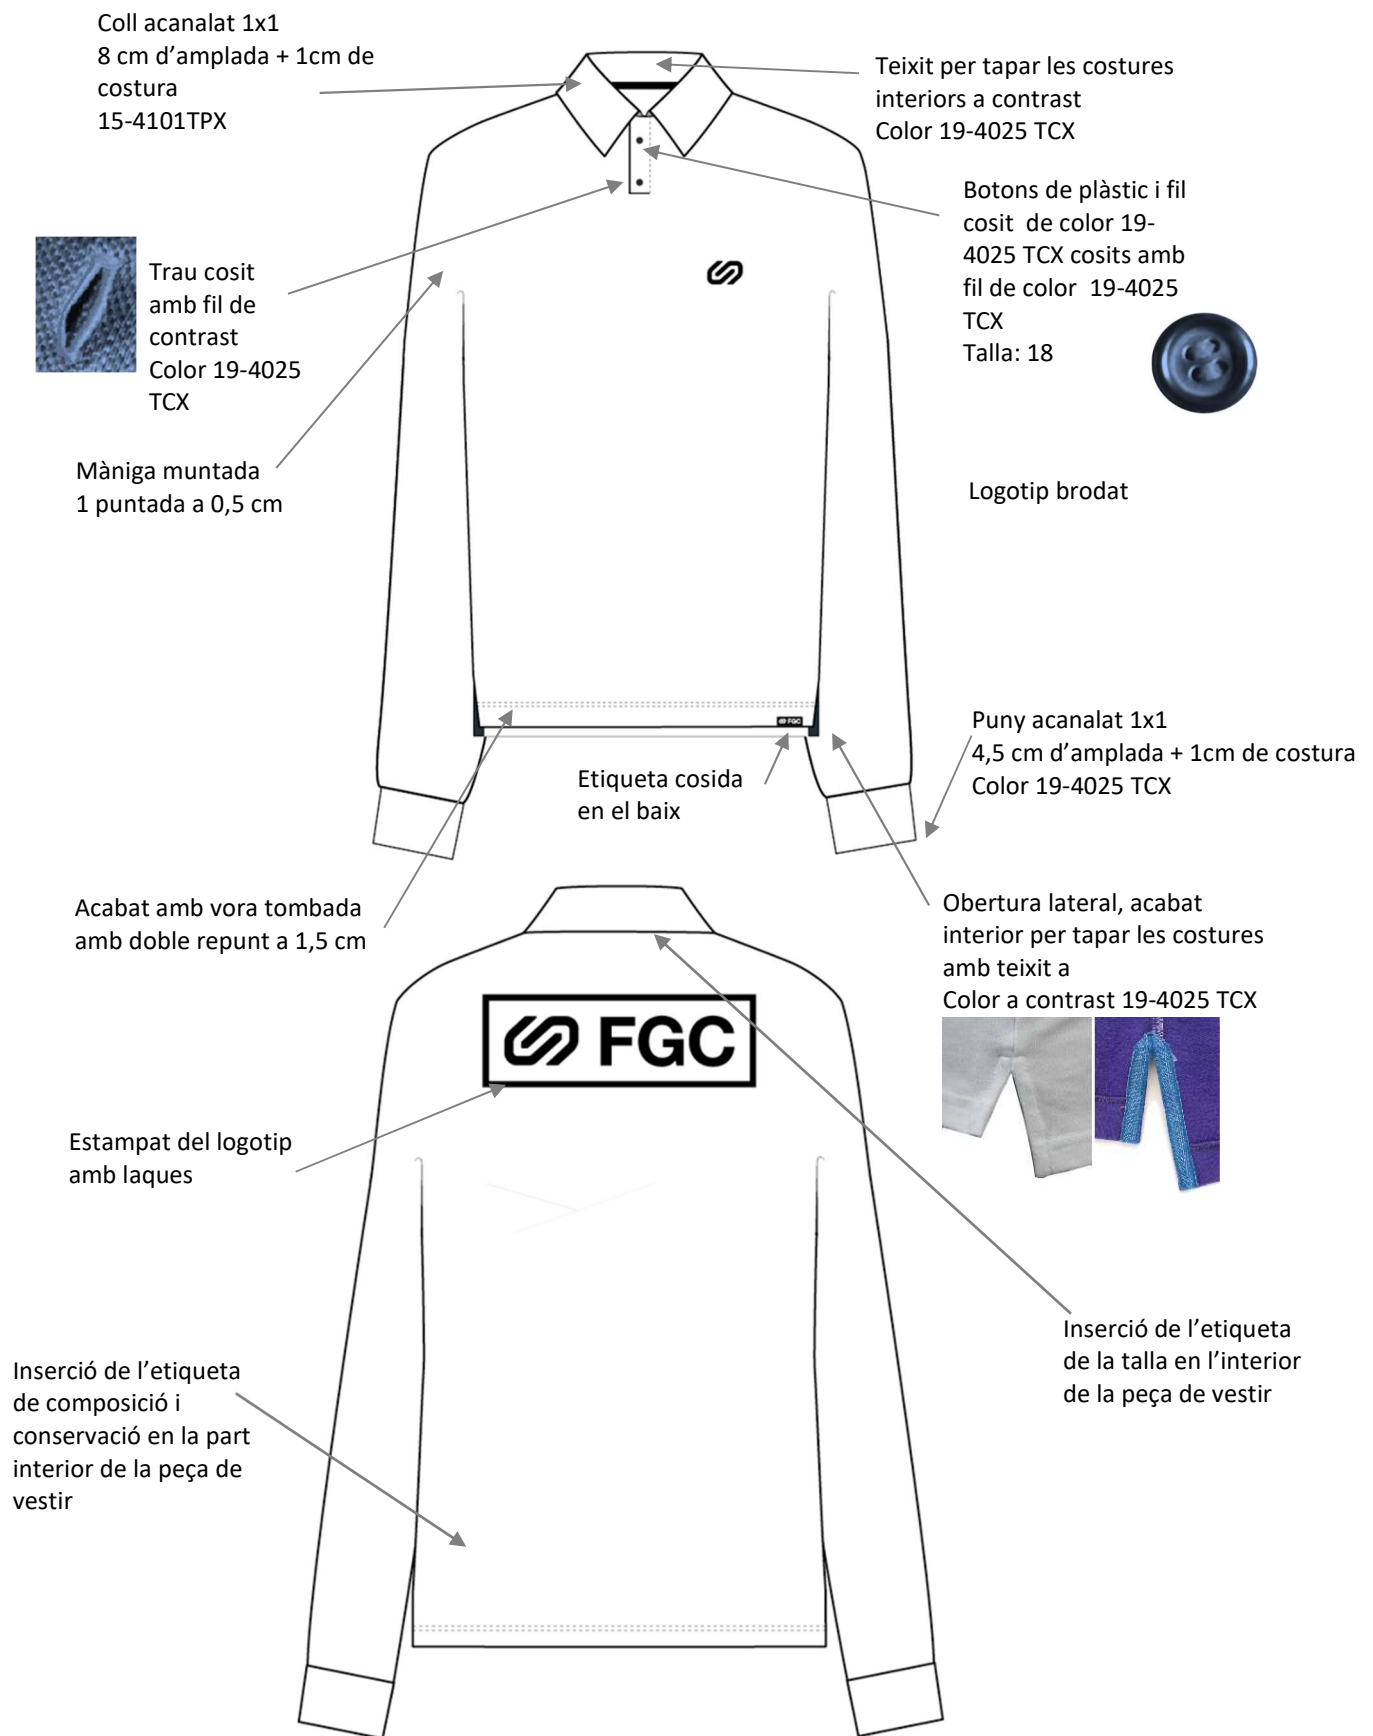 Coll acanalat 1x1
8 cm d’amplada + 1cm de
costura
15-4101TPX
Teixit per tapar les costures
interiors a contrast
Color 19-4025 TCX
Botons de plàstic i fil
cosit  de color 19-
4025 TCX cosits amb
fil de color  19-4025
TCX
Talla: 18
Trau cosit
amb fil de
contrast
Color 19-4025
TCX
Màniga muntada
1 puntada a 0,5 cm
Logotip brodat
FGC
Puny acanalat 1x1
4,5 cm d’amplada + 1cm de costura
Color 19-4025 TCX
Etiqueta cosida
en el baix
Acabat amb vora tombada
amb doble repunt a 1,5 cm
Obertura lateral, acabat
interior per tapar les costures
amb teixit a
Color a contrast 19-4025 TCX
FGC
Estampat del logotip
amb laques
Inserció de l’etiqueta
de la talla en l’interior
de la peça de vestir
Inserció de l’etiqueta
de composició i
conservació en la part
interior de la peça de
vestir